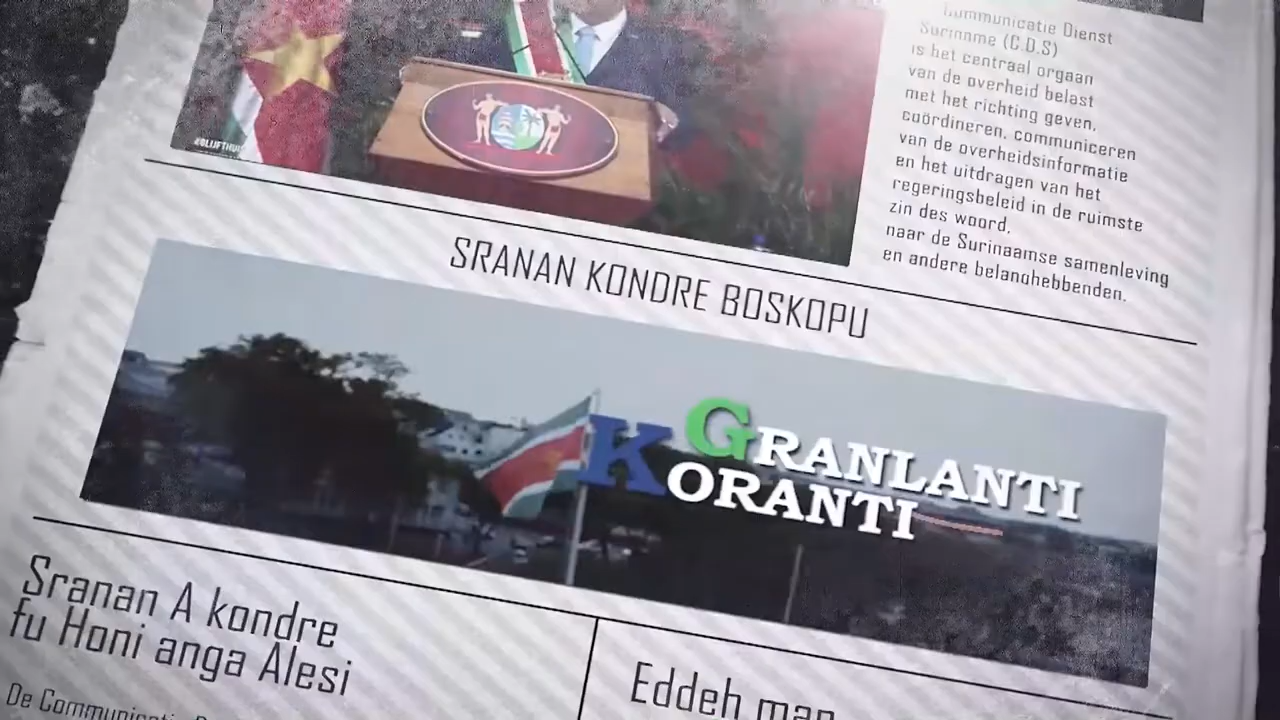 Communicatie Dienst
Suriname (C.D.S)
is het centraal orgaan
van de overheid belast
met het richting geven,
cuördineren, communiceren
van de overheidsinformatie
en het uitdragen van het
regeringsbeleid in de ruimste
zin des woord,
naar de Surinaamse samenleving
en andere belanghebbenden.
SRANAN KONDRE BOSKOPU
GRANLANTI
KORANTI
Sranan A kondre
fu Honi anga Alesi
Eddeh man
De